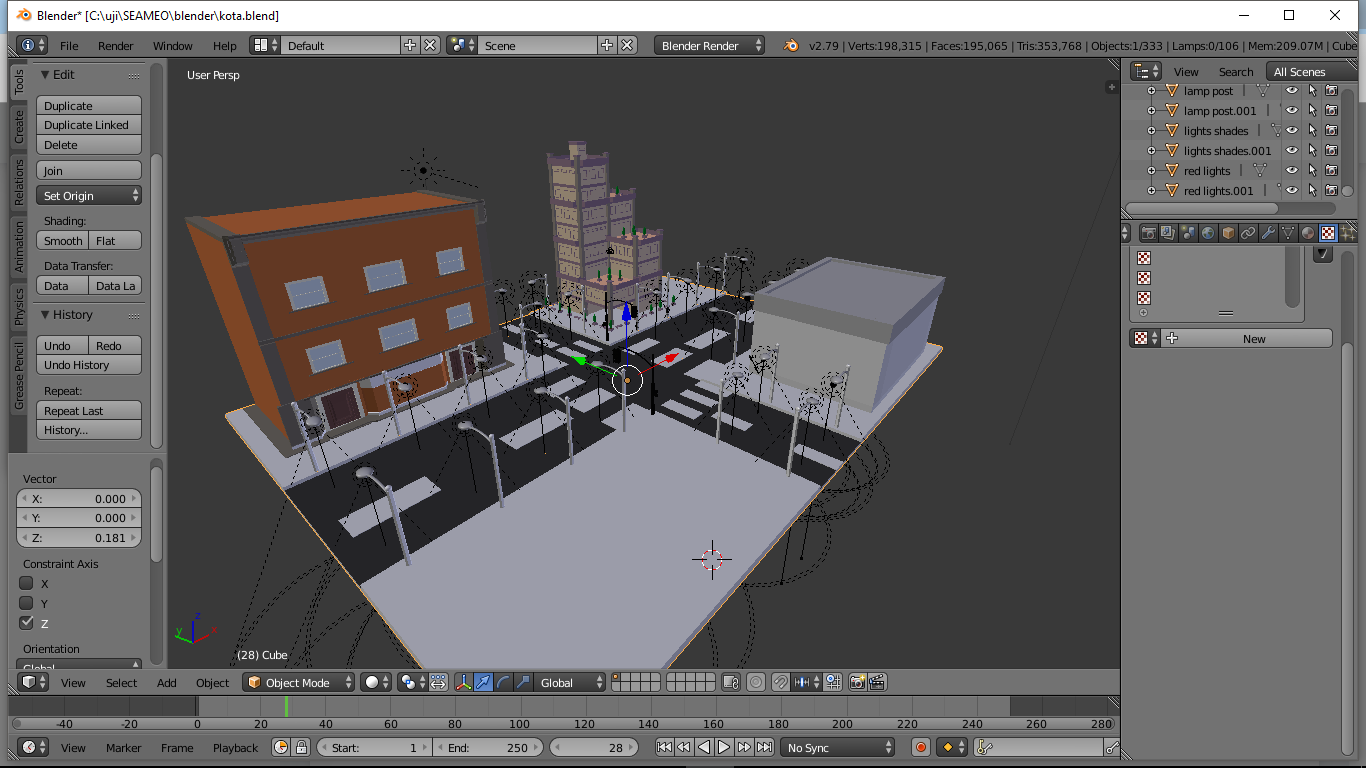 Blender* [C:\uji\SEAMEO\blender\kota.blend]
File Render Window Help Default Scene Blender Render v2.79 | Verts:198,315 | Faces:195,065 | Tris:353,768 | Objects:1/333 | Lamps:0/106 | Mem:209.07M | Cube
Tools
Create
Relations
Animation
Physics
Grease Pencil
Edit
Duplicate
Duplicate Linked
Delete
Join
Set Origin
Shading:
Smooth Flat
Data Transfer:
Data Data La
History
Undo Redo
Undo History
Repeat:
Repeat Last
History...
Vector
X: 0.000
Y: 0.000
Z: 0.181
Constraint Axis
X
Y
Z
Orientation
Global
User Persp
z
y
x
(28) Cube
View Search All Scenes
lamp post
lamp post.001
lights shades
lights shades.001
red lights
red lights.001
New
View Select Add Object Object Mode Global
-40 -20 0 20 40 60 80 100 120 140 160 180 200 220 240 260 280
View Marker Frame Playback Start: 1 End: 250 28 No Sync